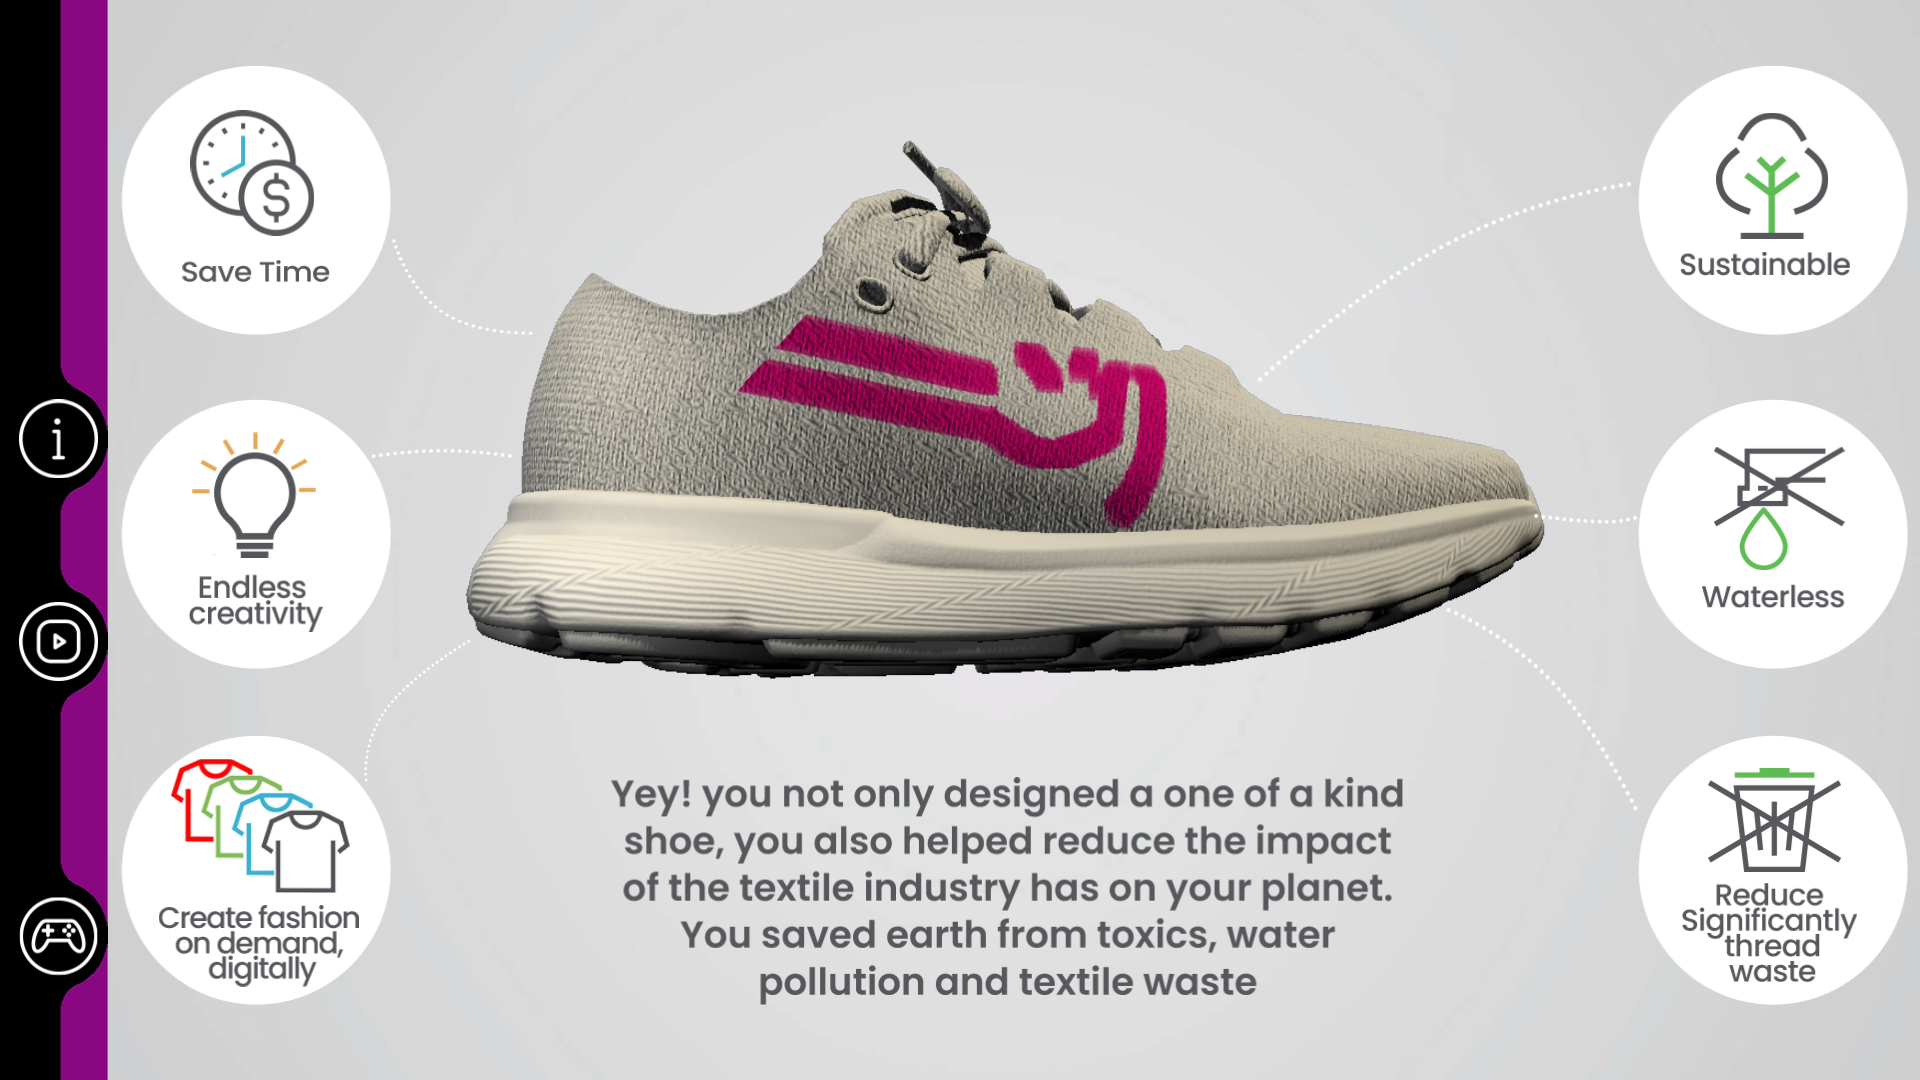 Save Time
Endless
creativity
Create fashion
on demand,
digitally
Sustainable
Waterless
Reduce
Significantly
thread
waste
Yey! you not only designed a one of a kind
shoe, you also helped reduce the impact
of the textile industry has on your planet.
You saved earth from toxics, water
pollution and textile waste